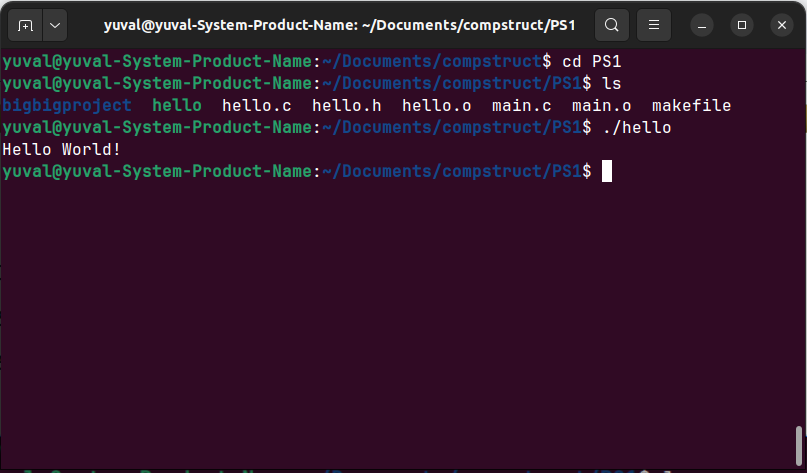 yuval@yuval-System-Product-Name: ~/Documents/compstruct/PS1
yuval@yuval-System-Product-Name:~/Documents/compstruct$ cd PS1
yuval@yuval-System-Product-Name:~/Documents/compstruct/PS1$ ls
bigbigproject hello hello.c hello.h hello.o main.c main.o makefile
yuval@yuval-System-Product-Name:~/Documents/compstruct/PS1$ ./hello
Hello World!
yuval@yuval-System-Product-Name:~/Documents/compstruct/PS1$